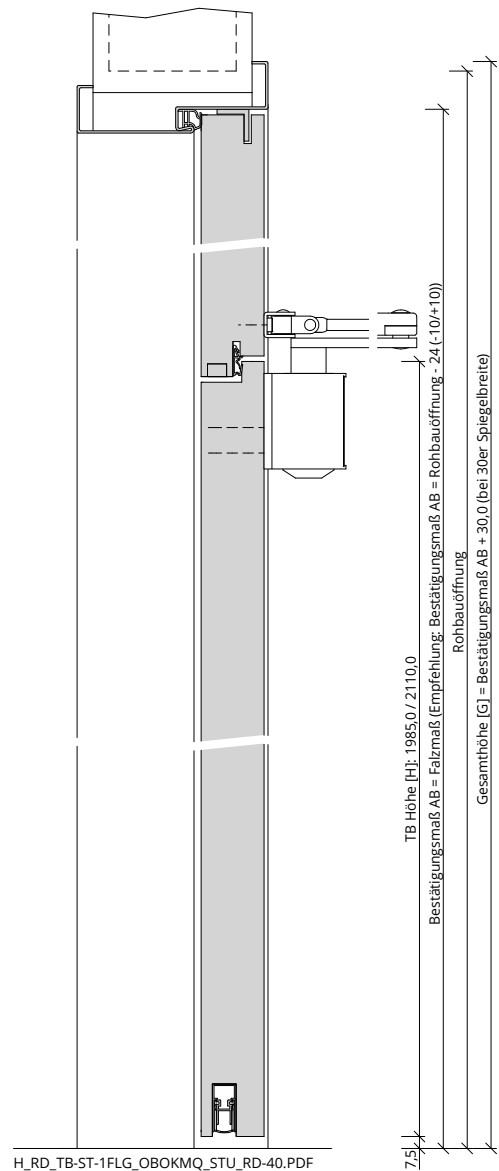 TB Höhe [H]: 1985,0 / 2110,0
Bestätigungsmaß AB = Falzmaß (Empfehlung: Bestätigungsmaß AB = Rohbauöffnung - 24 (-10/+10))
Rohbauöffnung
Gesamthöhe [G] = Bestätigungsmaß AB + 30,0 (bei 30er Spiegelbreite)
7,5
H_RD_TB-ST-1FLG_OBOKMQ_STU_RD-40.PDF